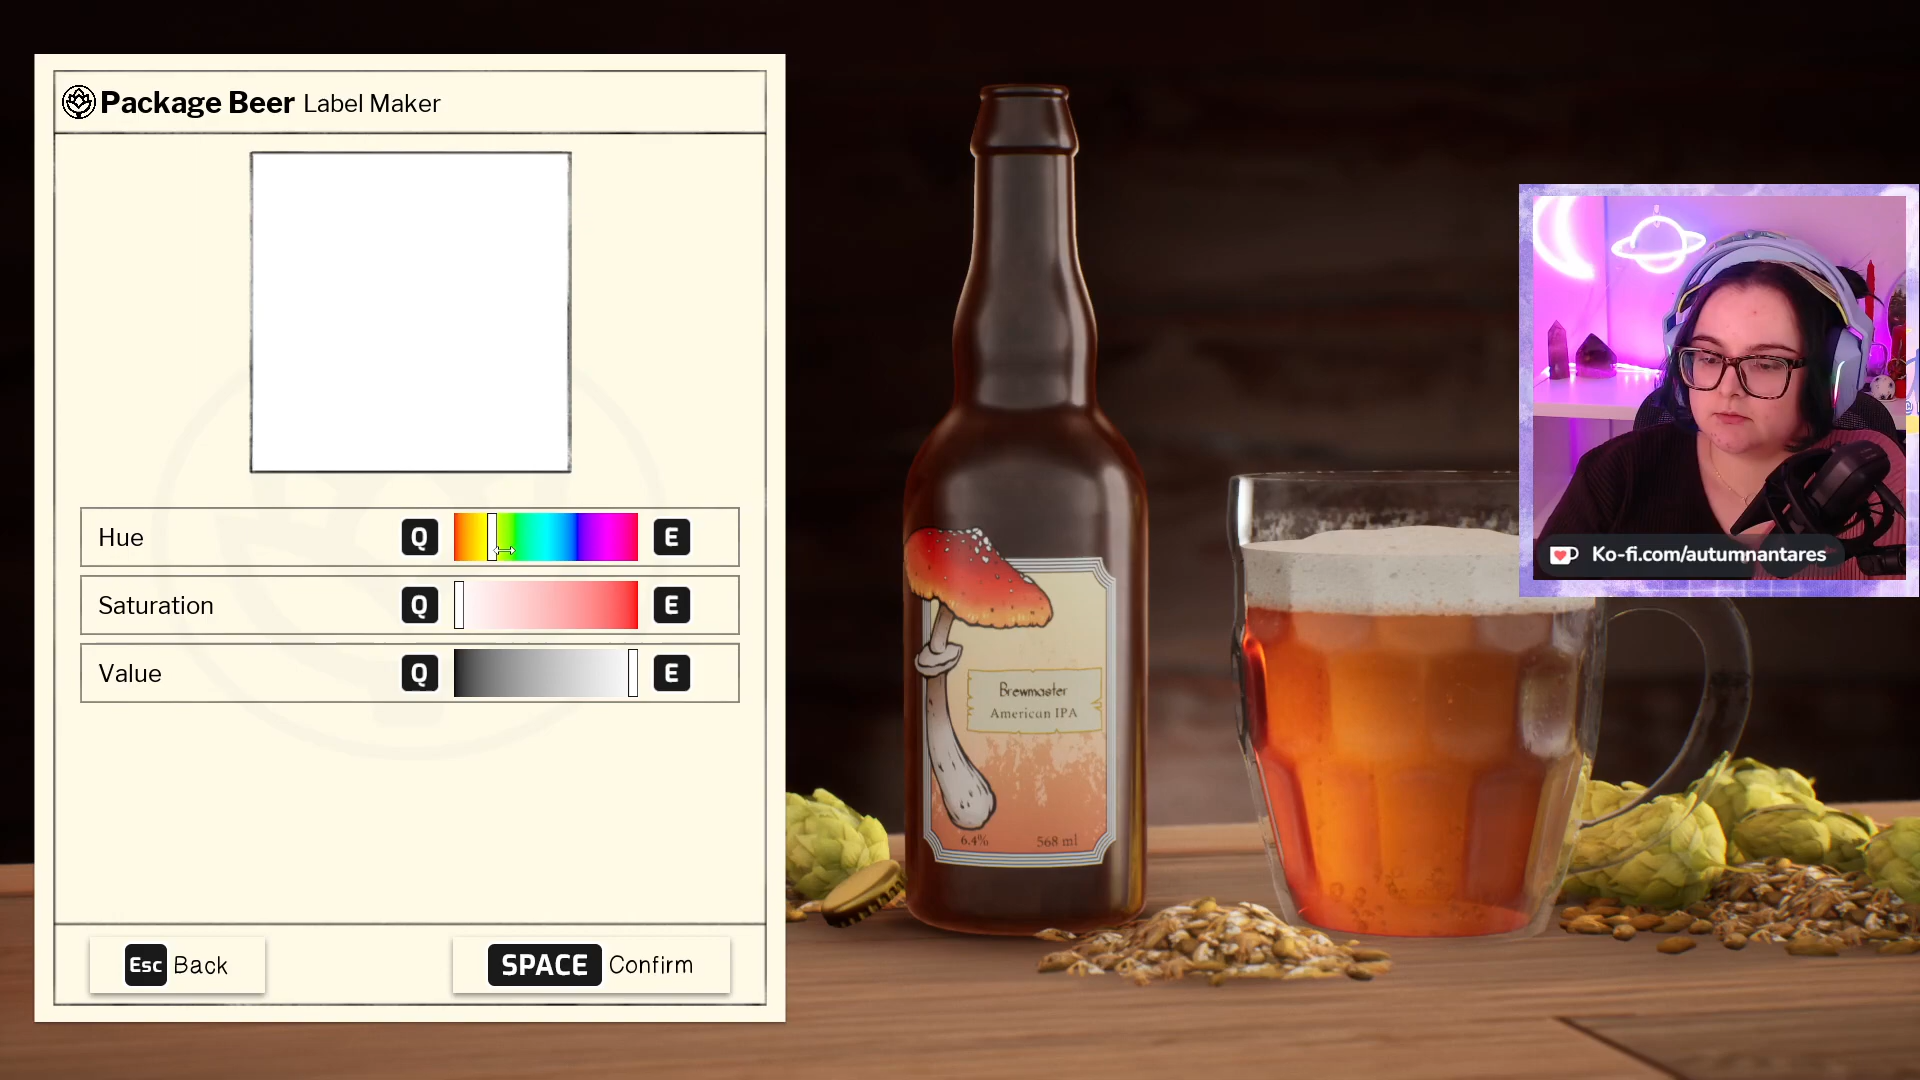 Package Beer Label Maker
Hue Q E
Saturation Q E
Value Q E
Esc Back
SPACE Confirm
Brewmaster
American IPA
6.4% 568 ml
Ko-fi.com/autumnantares